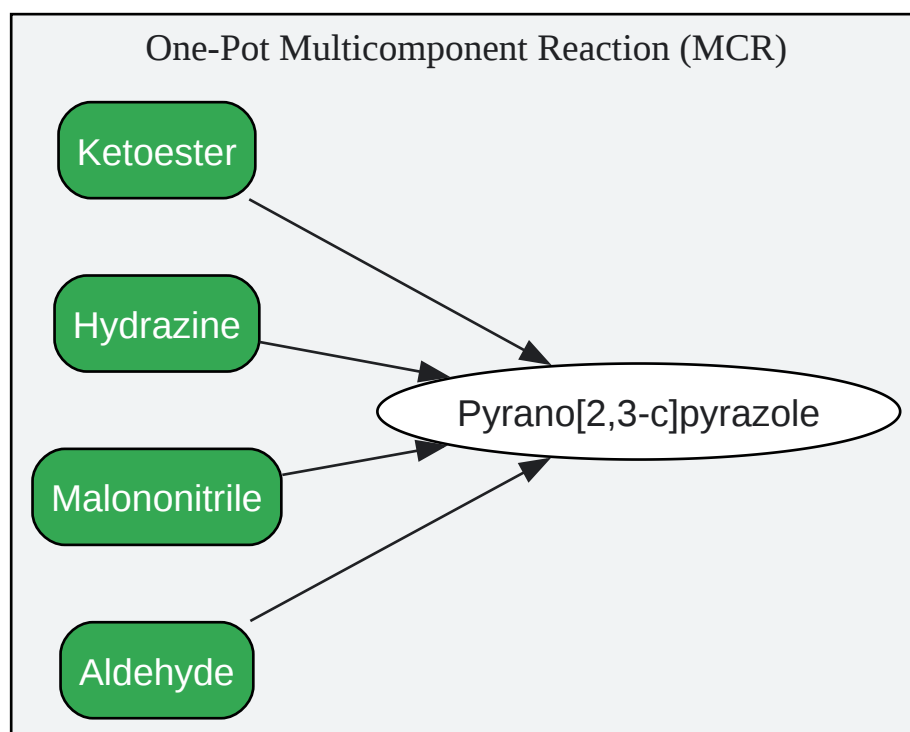 One-Pot Multicomponent Reaction (MCR)
Ketoester
Hydrazine
Pyrano[2,3-c]pyrazole
Malononitrile
Aldehyde